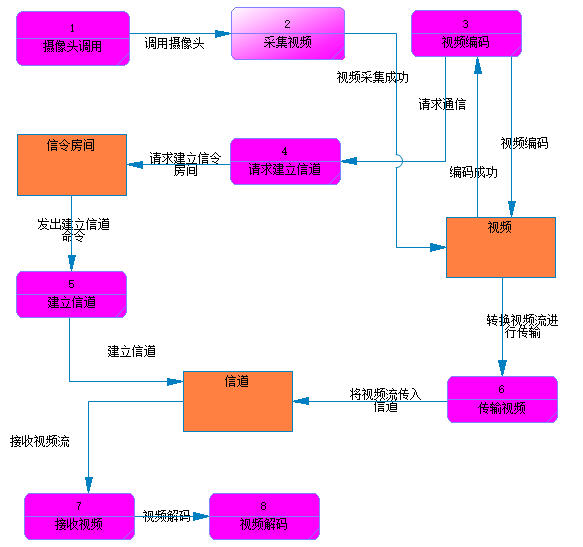 1
摄像头调用
调用摄像头
2
采集视频
3
视频编码
视频采集成功
请求通信
视频编码
编码成功
信令房间
请求建立信令
房间
4
请求建立信道
发出建立信道
命令
视频
5
建立信道
转换视频流进
行传输
建立信道
信道
将视频流传入
信道
6
传输视频
接收视频流
7
接收视频
视频解码
8
视频解码